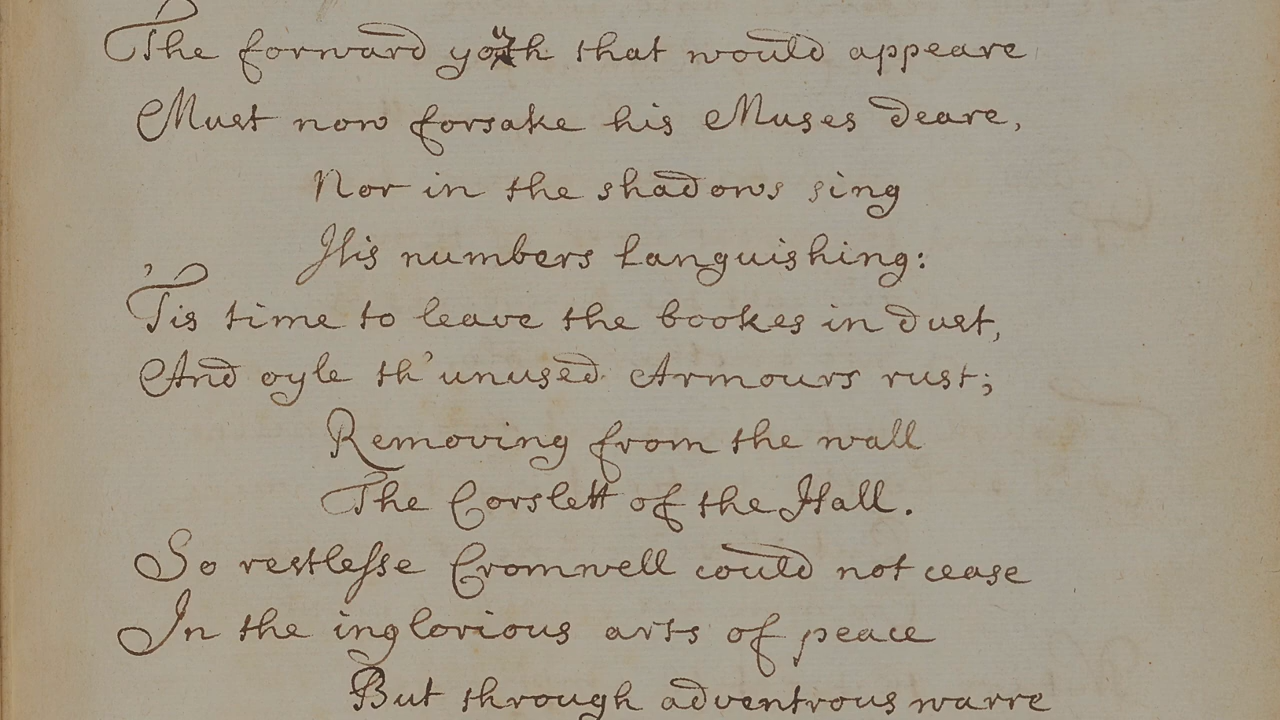 The forward youth that would appeare
Must now forsake his Muses deare,
Nor in the shadows sing
His numbers languishing:
'Tis time to leave the bookes in dust,
And oyle th'unused Armours rust;
Removing from the wall
The Corslett of the Hall.
So restlesse Cromwell could not cease
In the inglorious arts of peace
But through adventrous warre